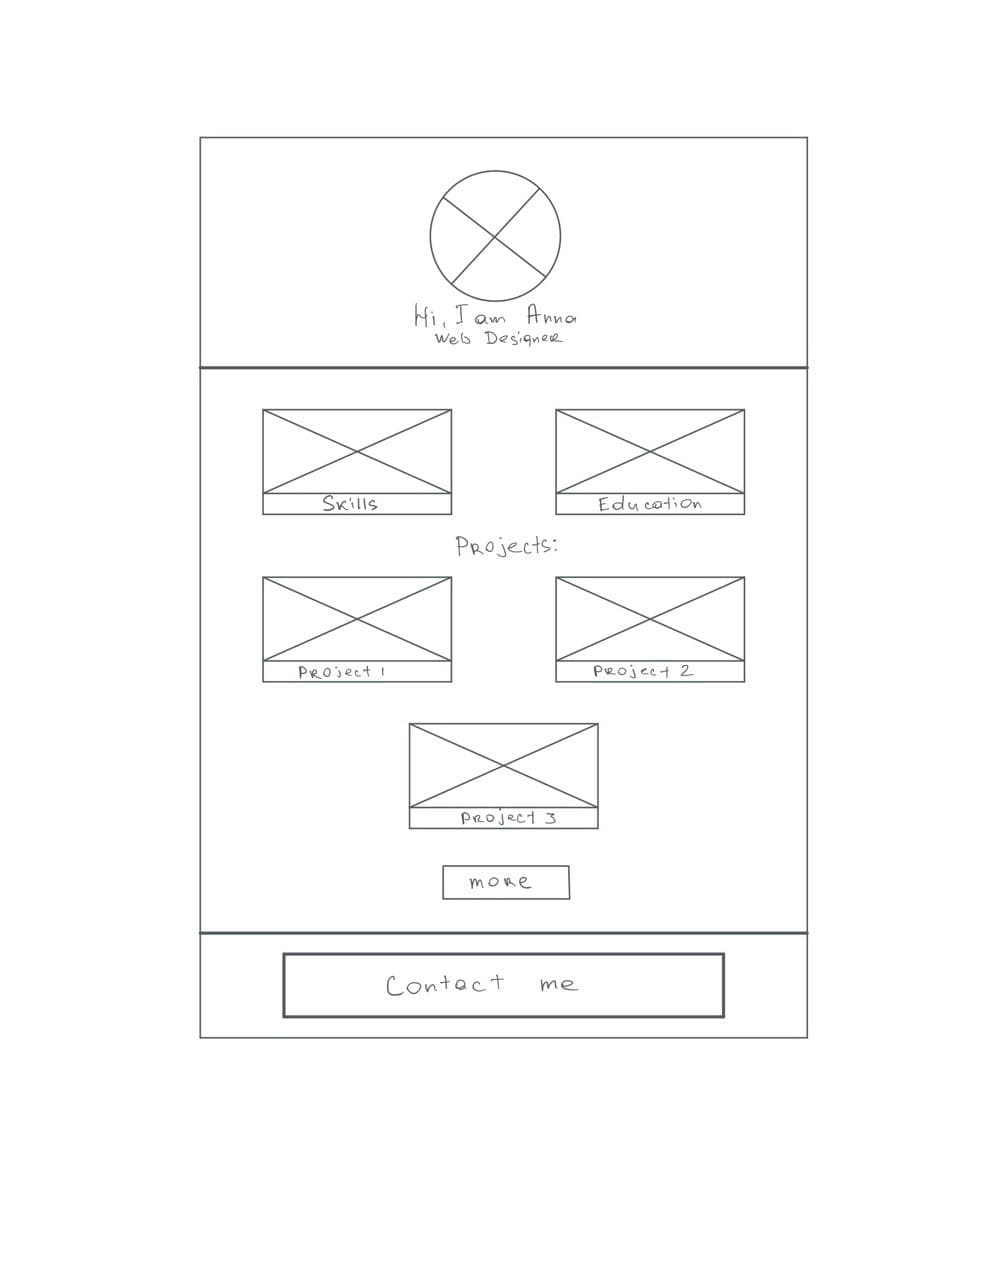 Hi, I am Anna
Web Designer
Skills
Education
Projects:
Project 1
Project 2
Project 3
more
Contact me